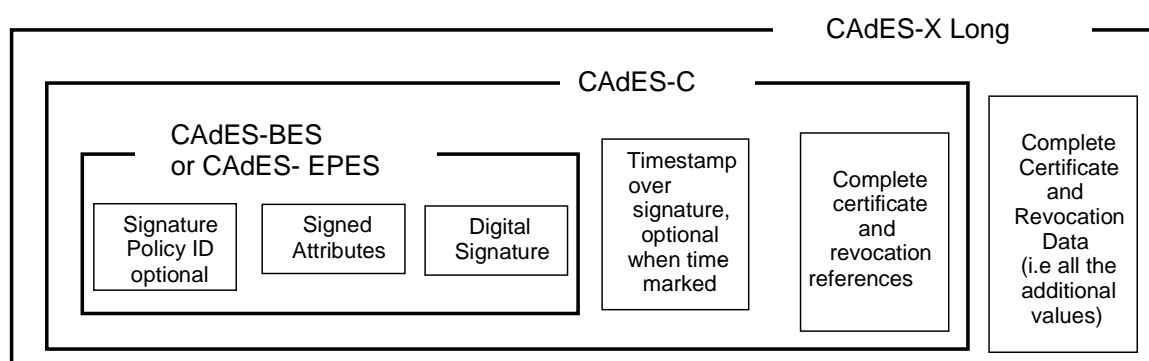 CAdES-X Long
CAdES-C
CAdES-BES
or CAdES- EPES
Signature
Policy ID
optional
Signed
Attributes
Digital
Signature
Timestamp
over
signature,
optional
when time
marked
Complete
certificate
and
revocation
references
Complete
Certificate
and
Revocation
Data
(i.e all the
additional
values)